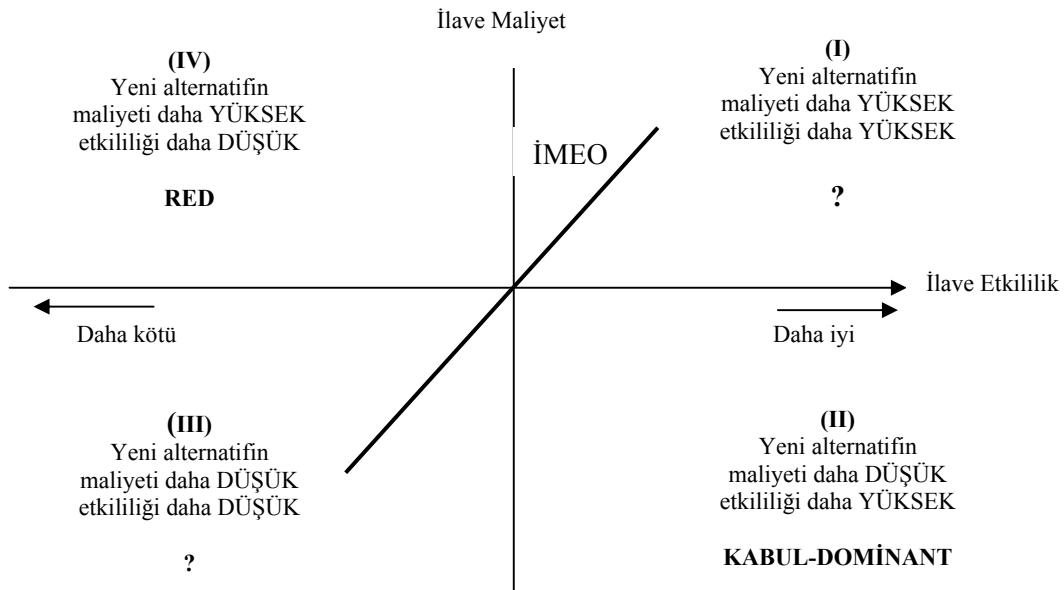 İlave Maliyet
(IV)
Yeni alternatifin
maliyeti daha YÜKSEK
etkililiği daha DÜŞÜK
RED
(I)
Yeni alternatifin
maliyeti daha YÜKSEK
etkililiği daha YÜKSEK
?
İMEO
İlave Etkililik
Daha kötü
Daha iyi
(III)
Yeni alternatifin
maliyeti daha DÜŞÜK
etkililiği daha DÜŞÜK
?
(II)
Yeni alternatifin
maliyeti daha DÜŞÜK
etkililiği daha YÜKSEK
KABUL-DOMİNANT